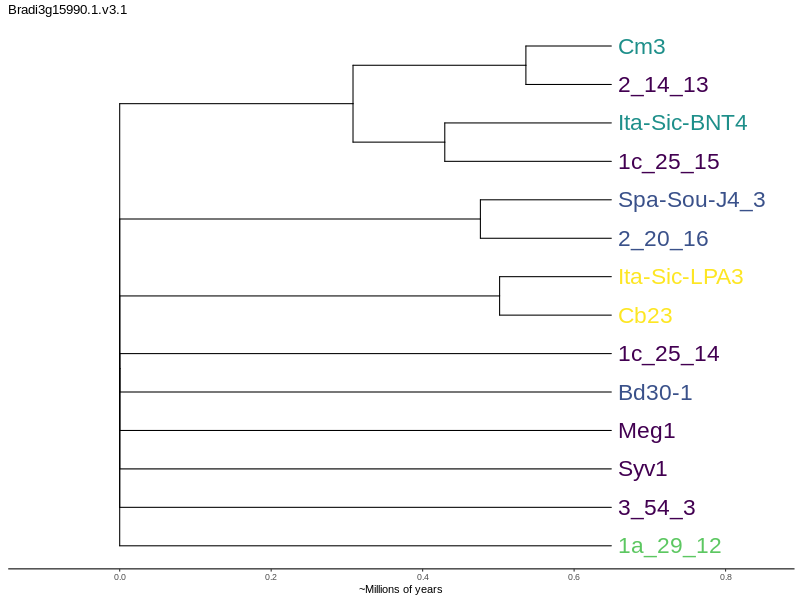 Bradi3g15990.1.v3.1
Cm3
2_14_13
Ita-Sic-BNT4
1c_25_15
Spa-Sou-J4_3
2_20_16
Ita-Sic-LPA3
Cb23
1c_25_14
Bd30-1
Meg1
Syv1
3_54_3
1a_29_12
0.0 0.2 0.4 0.6 0.8
~Millions of years